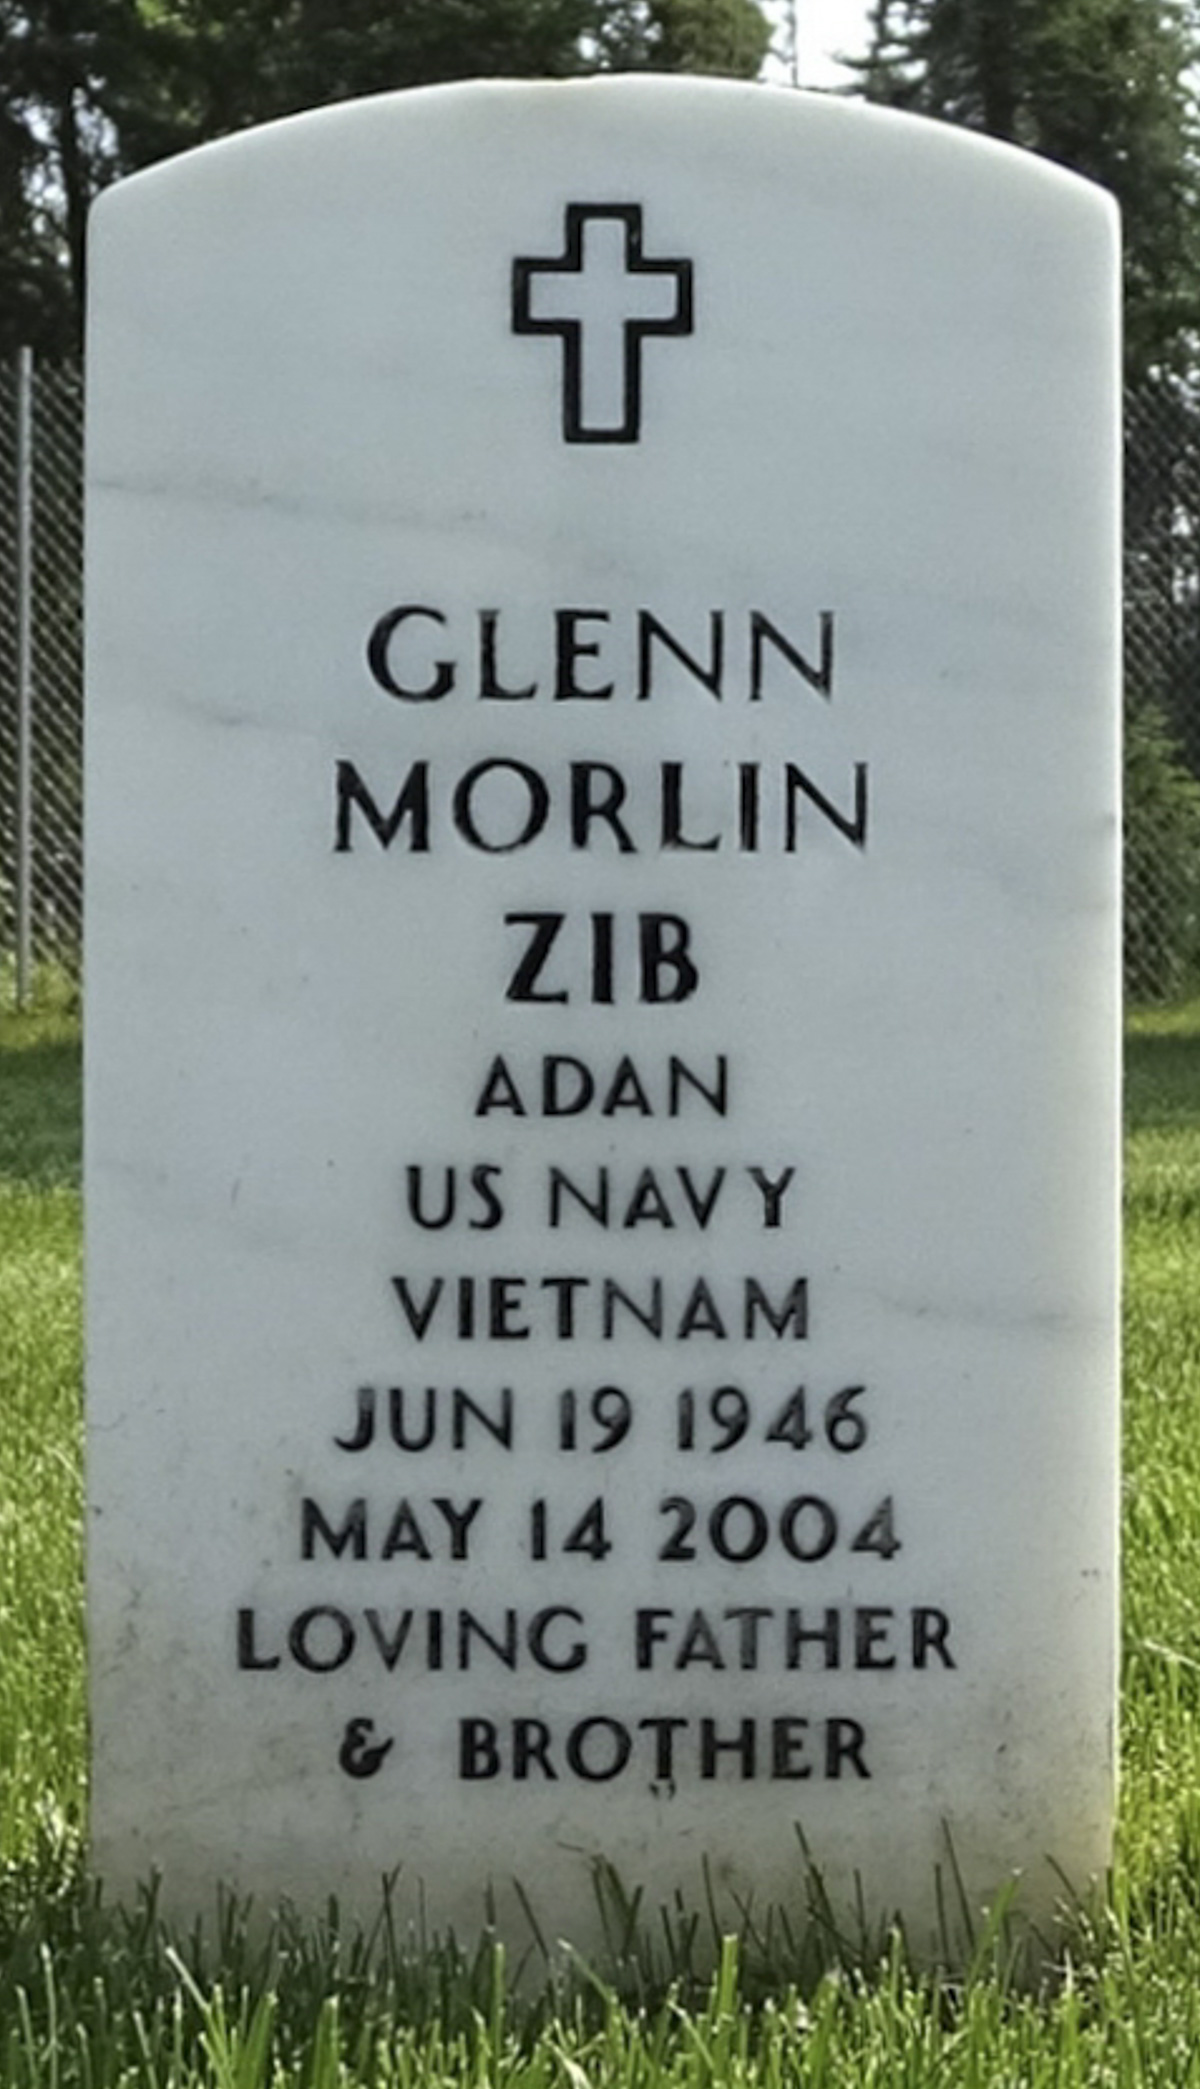 GLENN
MORLIN
ZIB
ADAN
US NAVY
VIETNAM
JUN 19 1946
MAY 14 2004
LOVING FATHER
& BROTHER